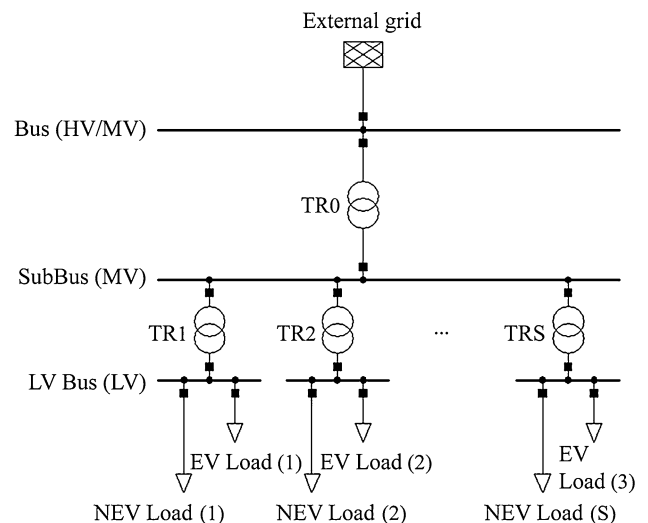 External grid
Bus (HV/MV)
TR0
SubBus (MV)
TR1
TR2
...
TRS
LV Bus (LV)
EV Load (1)
EV Load (2)
EV
Load (3)
NEV Load (1)
NEV Load (2)
NEV Load (S)